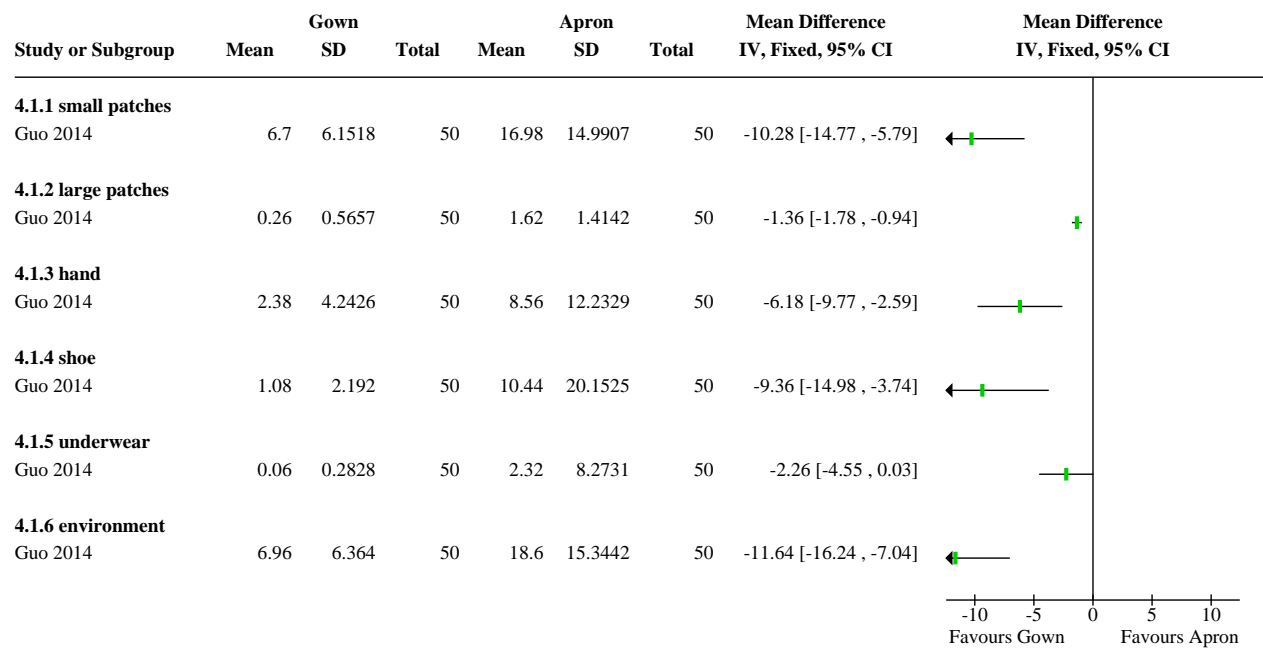 Gown Apron Mean Difference Mean Difference
Study or Subgroup Mean SD Total Mean SD Total IV, Fixed, 95% CI IV, Fixed, 95% CI
4.1.1 small patches
Guo 2014 6.7 6.1518 50 16.98 14.9907 50 -10.28 [-14.77 , -5.79]
4.1.2 large patches
Guo 2014 0.26 0.5657 50 1.62 1.4142 50 -1.36 [-1.78 , -0.94]
4.1.3 hand
Guo 2014 2.38 4.2426 50 8.56 12.2329 50 -6.18 [-9.77 , -2.59]
4.1.4 shoe
Guo 2014 1.08 2.192 50 10.44 20.1525 50 -9.36 [-14.98 , -3.74]
4.1.5 underwear
Guo 2014 0.06 0.2828 50 2.32 8.2731 50 -2.26 [-4.55 , 0.03]
4.1.6 environment
Guo 2014 6.96 6.364 50 18.6 15.3442 50 -11.64 [-16.24 , -7.04]
-10 -5 0 5 10
Favours Gown Favours Apron